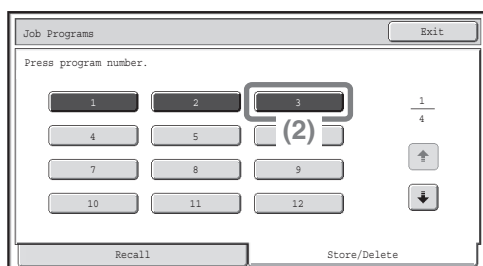 Job Programs Exit
Press program number.
1 2 3 1
4
4 5 (2)
7 8 9
10 11 12
Recall Store/Delete